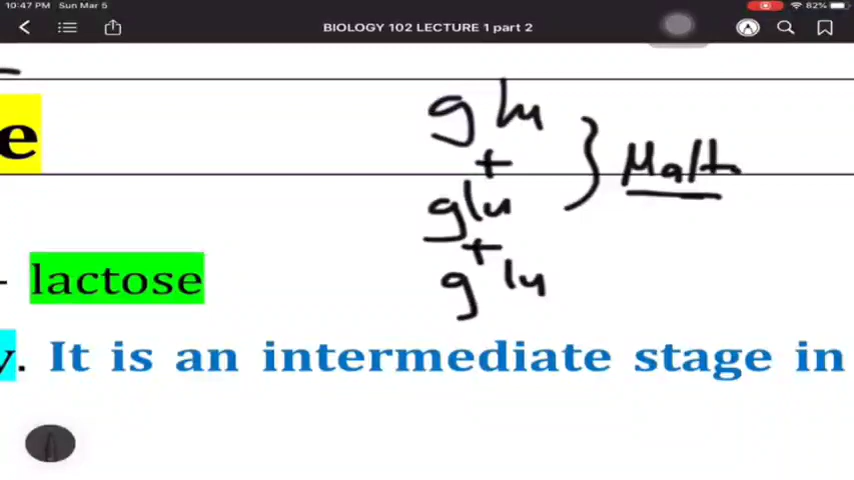 10:47 PM Sun Mar 5
82%
BIOLOGY 102 LECTURE 1 part 2
e
glu
+
glu
+
glu
} Malto
- lactose
y. It is an intermediate stage in